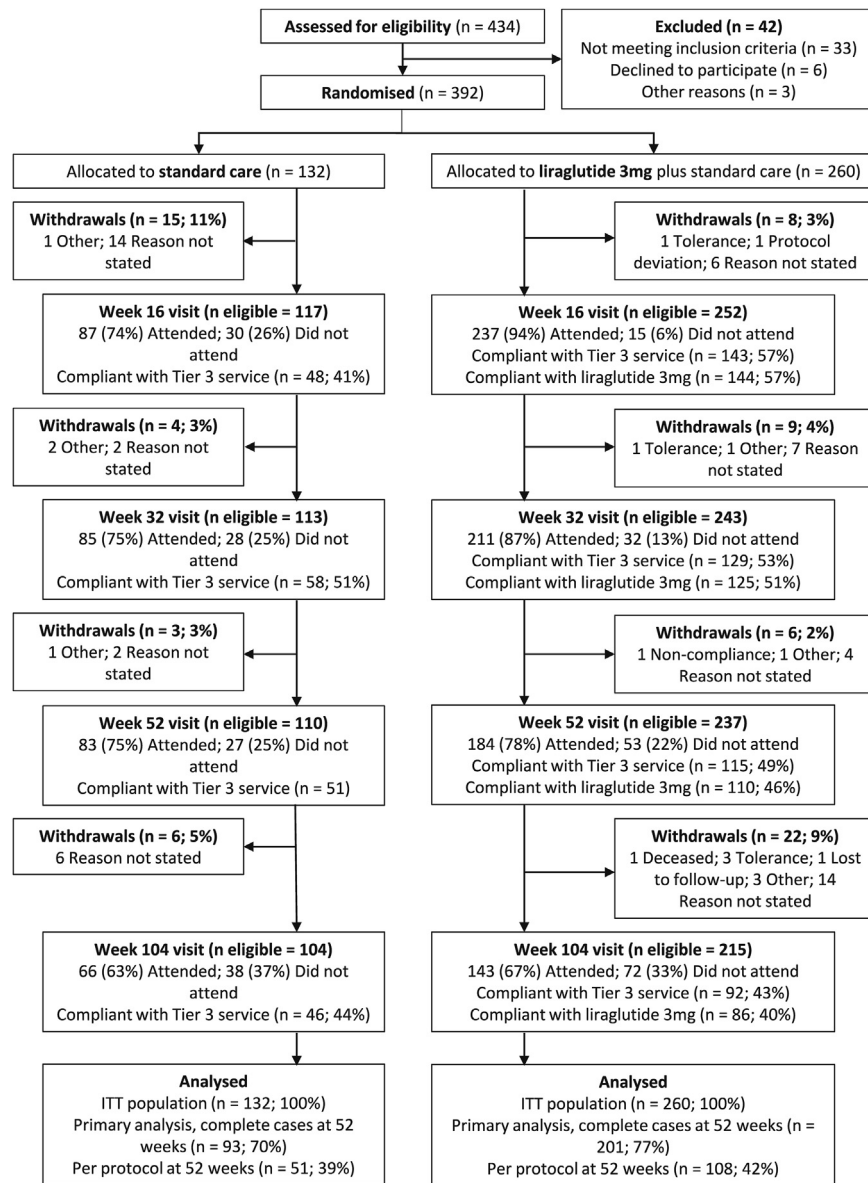 Assessed for eligibility (n = 434)
Excluded (n = 42)
Not meeting inclusion criteria (n = 33)
Declined to participate (n = 6)
Other reasons (n = 3)
Randomised (n = 392)
Allocated to standard care (n = 132)
Allocated to liraglutide 3mg plus standard care (n = 260)
Withdrawals (n = 15; 11%)
1 Other; 14 Reason not
stated
Withdrawals (n = 8; 3%)
1 Tolerance; 1 Protocol
deviation; 6 Reason not stated
Week 16 visit (n eligible = 117)
87 (74%) Attended; 30 (26%) Did not
attend
Compliant with Tier 3 service (n = 48; 41%)
Week 16 visit (n eligible = 252)
237 (94%) Attended; 15 (6%) Did not attend
Compliant with Tier 3 service (n = 143; 57%)
Compliant with liraglutide 3mg (n = 144; 57%)
Withdrawals (n = 4; 3%)
2 Other; 2 Reason not
stated
Withdrawals (n = 9; 4%)
1 Tolerance; 1 Other; 7 Reason
not stated
Week 32 visit (n eligible = 113)
85 (75%) Attended; 28 (25%) Did not
attend
Compliant with Tier 3 service (n = 58; 51%)
Week 32 visit (n eligible = 243)
211 (87%) Attended; 32 (13%) Did not attend
Compliant with Tier 3 service (n = 129; 53%)
Compliant with liraglutide 3mg (n = 125; 51%)
Withdrawals (n = 3; 3%)
1 Other; 2 Reason not
stated
Withdrawals (n = 6; 2%)
1 Non-compliance; 1 Other; 4
Reason not stated
Week 52 visit (n eligible = 110)
83 (75%) Attended; 27 (25%) Did not
attend
Compliant with Tier 3 service (n = 51)
Week 52 visit (n eligible = 237)
184 (78%) Attended; 53 (22%) Did not attend
Compliant with Tier 3 service (n = 115; 49%)
Compliant with liraglutide 3mg (n = 110; 46%)
Withdrawals (n = 6; 5%)
6 Reason not stated
Withdrawals (n = 22; 9%)
1 Deceased; 3 Tolerance; 1 Lost
to follow-up; 3 Other; 14
Reason not stated
Week 104 visit (n eligible = 104)
66 (63%) Attended; 38 (37%) Did not
attend
Compliant with Tier 3 service (n = 46; 44%)
Week 104 visit (n eligible = 215)
143 (67%) Attended; 72 (33%) Did not attend
Compliant with Tier 3 service (n = 92; 43%)
Compliant with liraglutide 3mg (n = 86; 40%)
Analysed
ITT population (n = 132; 100%)
Primary analysis, complete cases at 52
weeks (n = 93; 70%)
Per protocol at 52 weeks (n = 51; 39%)
Analysed
ITT population (n = 260; 100%)
Primary analysis, complete cases at 52 weeks (n =
201; 77%)
Per protocol at 52 weeks (n = 108; 42%)